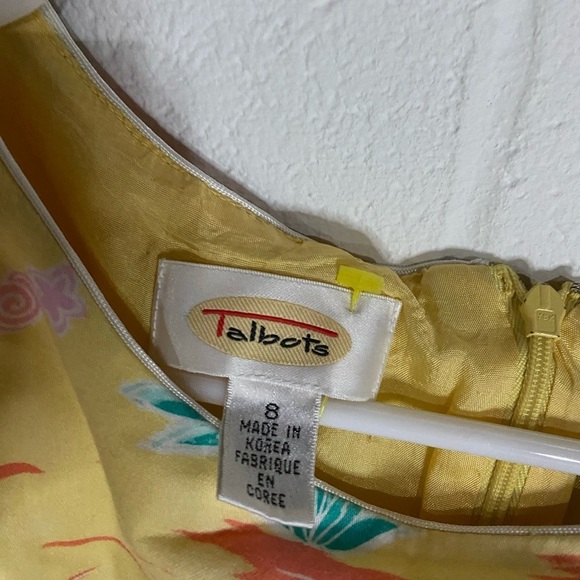 Talbots
8
MADE IN
KOREA
FABRIQUE
EN
COREE